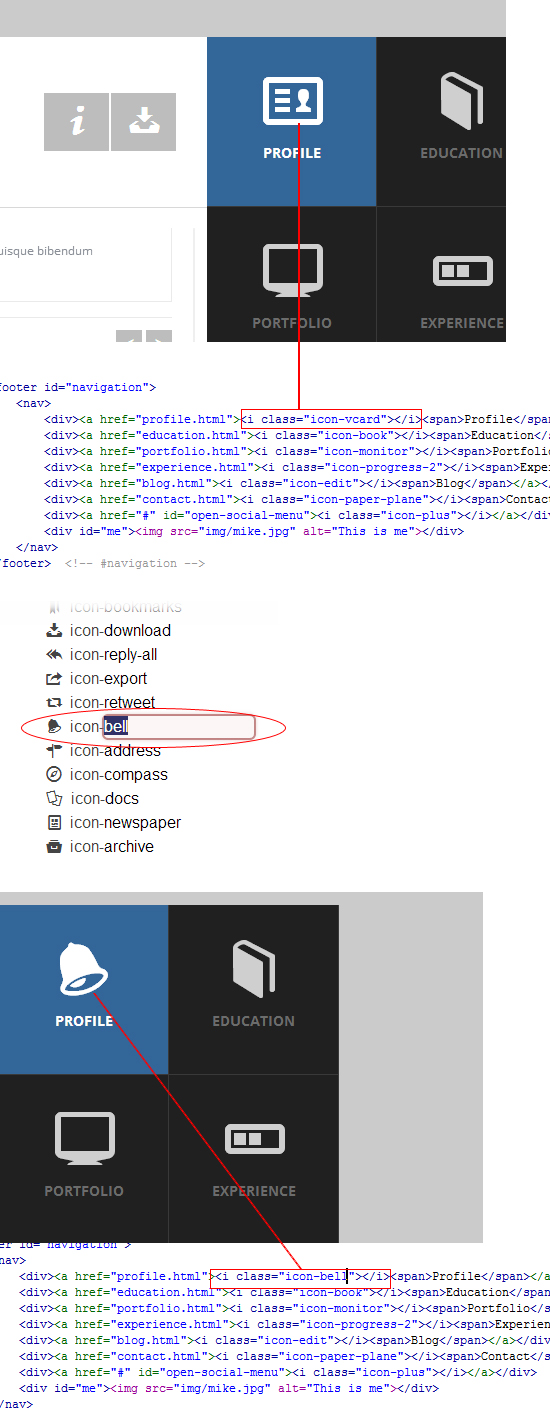 PROFILE
EDUCATION
uisque bibendum
PORTFOLIO
EXPERIENCE
footer id="navigation">
<nav>
<div><a href="profile.html"><i class="icon-vcard"></i><span>Profile</span
<div><a href="education.html"><i class="icon-book"></i><span>Education</s
<div><a href="portfolio.html"><i class="icon-monitor"></i><span>Portfolio
<div><a href="experience.html"><i class="icon-progress-2"></i><span>Expe
<div><a href="blog.html"><i class="icon-edit"></i><span>Blog</span></a></
<div><a href="contact.html"><i class="icon-paper-plane"></i><span>Contact
<div><a href="#" id="open-social-menu"><i class="icon-plus"></i></a></div
<div id="me"><img src="img/mike.jpg" alt="This is me"></div>
</nav>
/footer> <!-- #navigation -->
icon-bookmarks
icon-download
icon-reply-all
icon-export
icon-retweet
icon-bell
icon-address
icon-compass
icon-docs
icon-newspaper
icon-archive
PROFILE
EDUCATION
PORTFOLIO
EXPERIENCE
er id="navigation">
nav>
<div><a href="profile.html"><i class="icon-bell"></i><span>Profile</span></a
<div><a href="education.html"><i class="icon-book"></i><span>Education</span
<div><a href="portfolio.html"><i class="icon-monitor"></i><span>Portfolio</s
<div><a href="experience.html"><i class="icon-progress-2"></i><span>Experien
<div><a href="blog.html"><i class="icon-edit"></i><span>Blog</span></a></div
<div><a href="contact.html"><i class="icon-paper-plane"></i><span>Contact</s
<div><a href="#" id="open-social-menu"><i class="icon-plus"></i></a></div>
<div id="me"><img src="img/mike.jpg" alt="This is me"></div>
/nav>